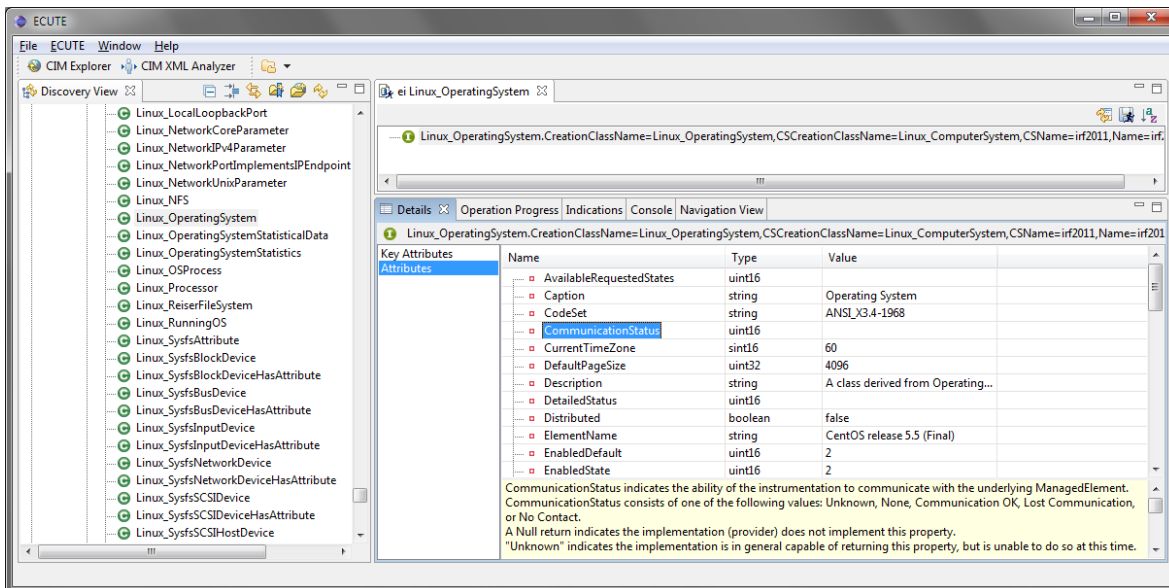 ECUTE
File ECUTE Window Help
CIM Explorer CIM XML Analyzer
Discovery View
Linux_LocalLoopbackPort
Linux_NetworkCoreParameter
Linux_NetworkIPv4Parameter
Linux_NetworkPortImplementsIPEndpoint
Linux_NetworkUnixParameter
Linux_NFS
Linux_OperatingSystem
Linux_OperatingSystemStatisticalData
Linux_OperatingSystemStatistics
Linux_OSProcess
Linux_Processor
Linux_ReiserFileSystem
Linux_RunningOS
Linux_SysfsAttribute
Linux_SysfsBlockDevice
Linux_SysfsBlockDeviceHasAttribute
Linux_SysfsBusDevice
Linux_SysfsBusDeviceHasAttribute
Linux_SysfsInputDevice
Linux_SysfsInputDeviceHasAttribute
Linux_SysfsNetworkDevice
Linux_SysfsNetworkDeviceHasAttribute
Linux_SysfsSCSIDevice
Linux_SysfsSCSIDeviceHasAttribute
Linux_SysfsSCSIHostDevice
ei Linux_OperatingSystem
Linux_OperatingSystem.CreationClassName=Linux_OperatingSystem,CSCreationClassName=Linux_ComputerSystem,CSName=irf2011,Name=irf.
Details Operation Progress Indications Console Navigation View
Linux_OperatingSystem.CreationClassName=Linux_OperatingSystem,CSCreationClassName=Linux_ComputerSystem,CSName=irf2011,Name=irf201
Key Attributes
Attributes
Name Type Value
AvailableRequestedStates uint16
Caption string Operating System
CodeSet string ANSI_X3.4-1968
CommunicationStatus uint16
CurrentTimeZone sint16 60
DefaultPageSize uint32 4096
Description string A class derived from Operating...
DetailedStatus uint16
Distributed boolean false
ElementName string CentOS release 5.5 (Final)
EnabledDefault uint16 2
EnabledState uint16 2
CommunicationStatus indicates the ability of the instrumentation to communicate with the underlying ManagedElement.
CommunicationStatus consists of one of the following values: Unknown, None, Communication OK, Lost Communication,
or No Contact.
A Null return indicates the implementation (provider) does not implement this property.
"Unknown" indicates the implementation is in general capable of returning this property, but is unable to do so at this time.